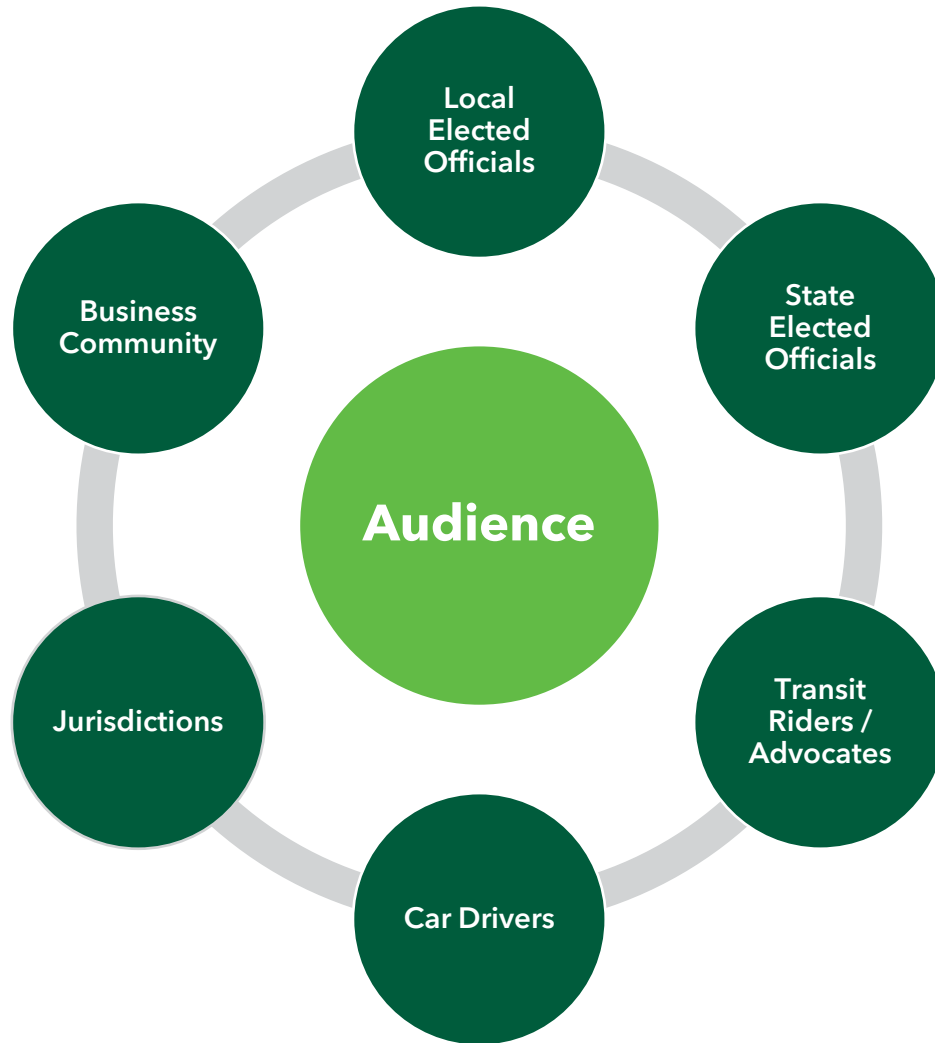 Local
Elected
Officials
State
Elected
Officials
Business
Community
Audience
Transit
Riders /
Advocates
Jurisdictions
Car Drivers